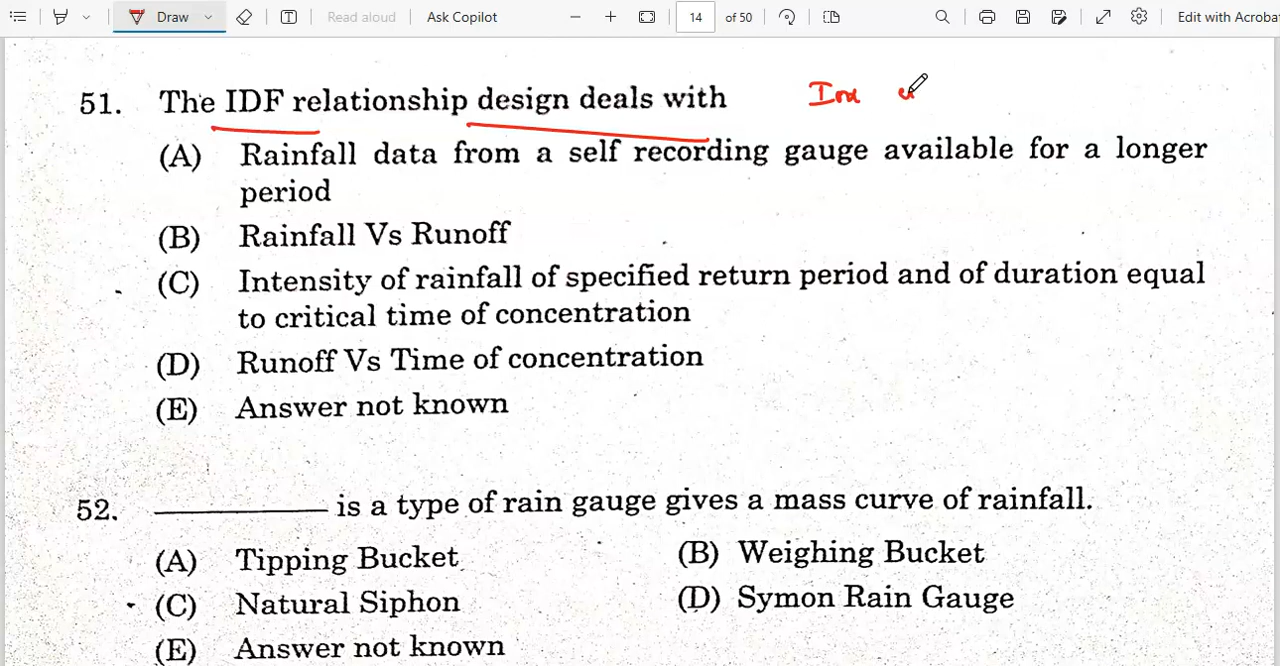 Draw Read aloud Ask Copilot 14 of 50 Edit with Acroba
51. The IDF relationship design deals with
(A) Rainfall data from a self recording gauge available for a longer
period
(B) Rainfall Vs Runoff
(C) Intensity of rainfall of specified return period and of duration equal
to critical time of concentration
(D) Runoff Vs Time of concentration
(E) Answer not known
52. __________ is a type of rain gauge gives a mass curve of rainfall.
(A) Tipping Bucket (B) Weighing Bucket
(C) Natural Siphon (D) Symon Rain Gauge
(E) Answer not known